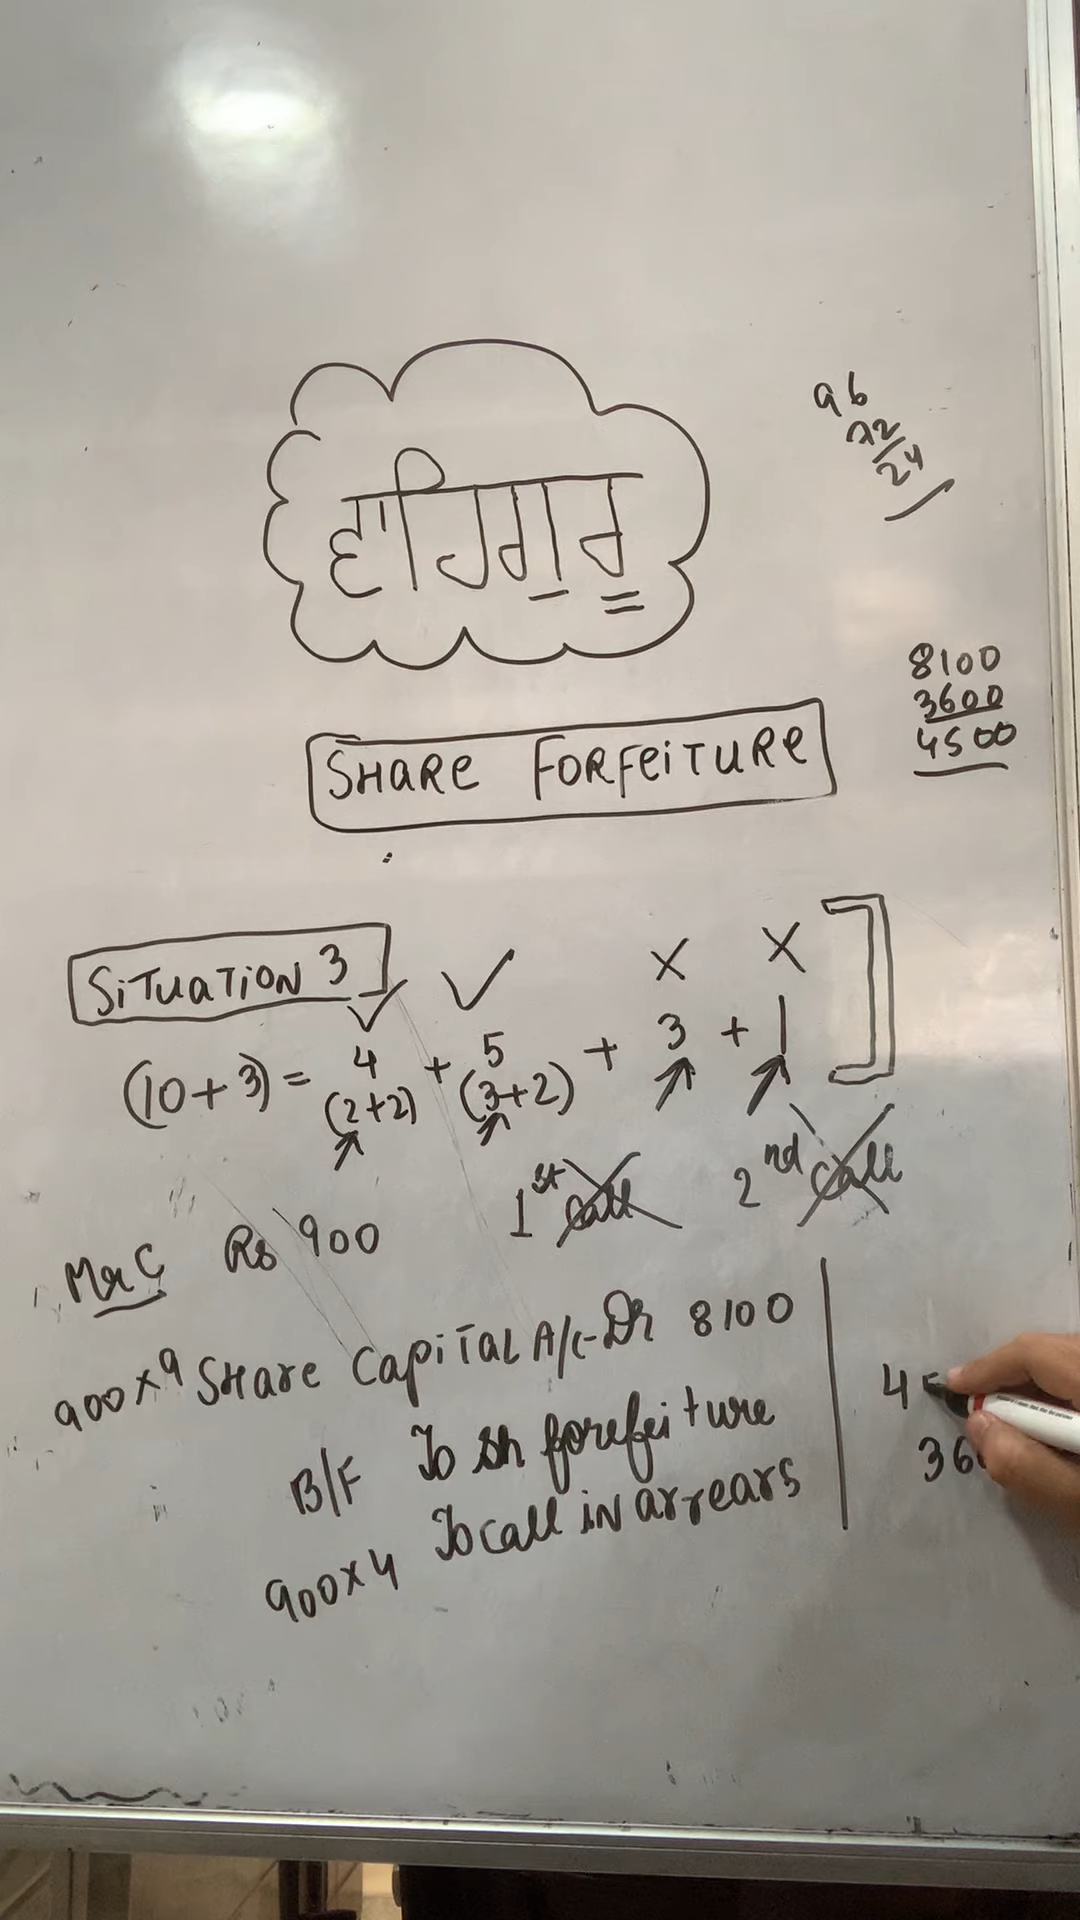 ਵਾਹਿਗੁਰੂ
96
72
24
8100
3600
4500
SHARE FORFEITURE
SITUATION 3
(10+3) = 4 (2+2) + 5 (3+2) + 3 + 1
1st Call 2nd Call
Mr C Rs 900
900×9 Share Capital A/c-Dr 8100
B/F To sh forefeiture 45
900×4 To call in arrears 36